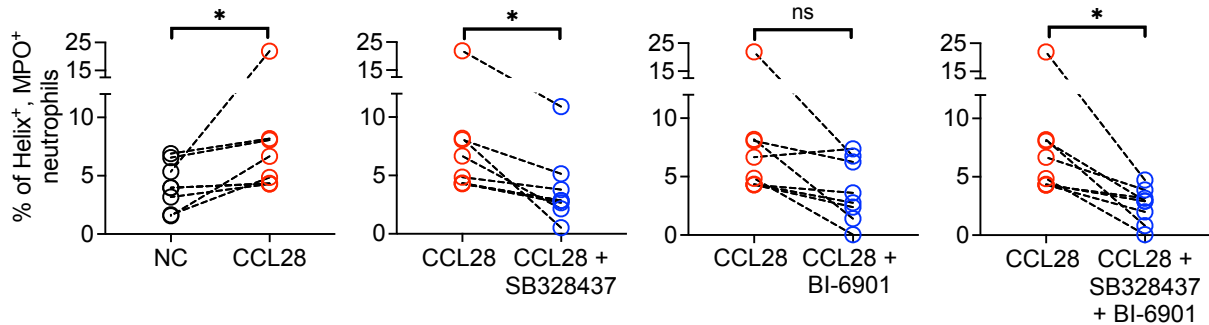 % of Helix⁺, MPO⁺
neutrophils
*
25
15
10
5
0
NC CCL28
*
25
15
10
5
0
CCL28 CCL28 +
SB328437
ns
25
15
10
5
0
CCL28 CCL28 +
BI-6901
*
25
15
10
5
0
CCL28 CCL28 +
SB328437
+ BI-6901